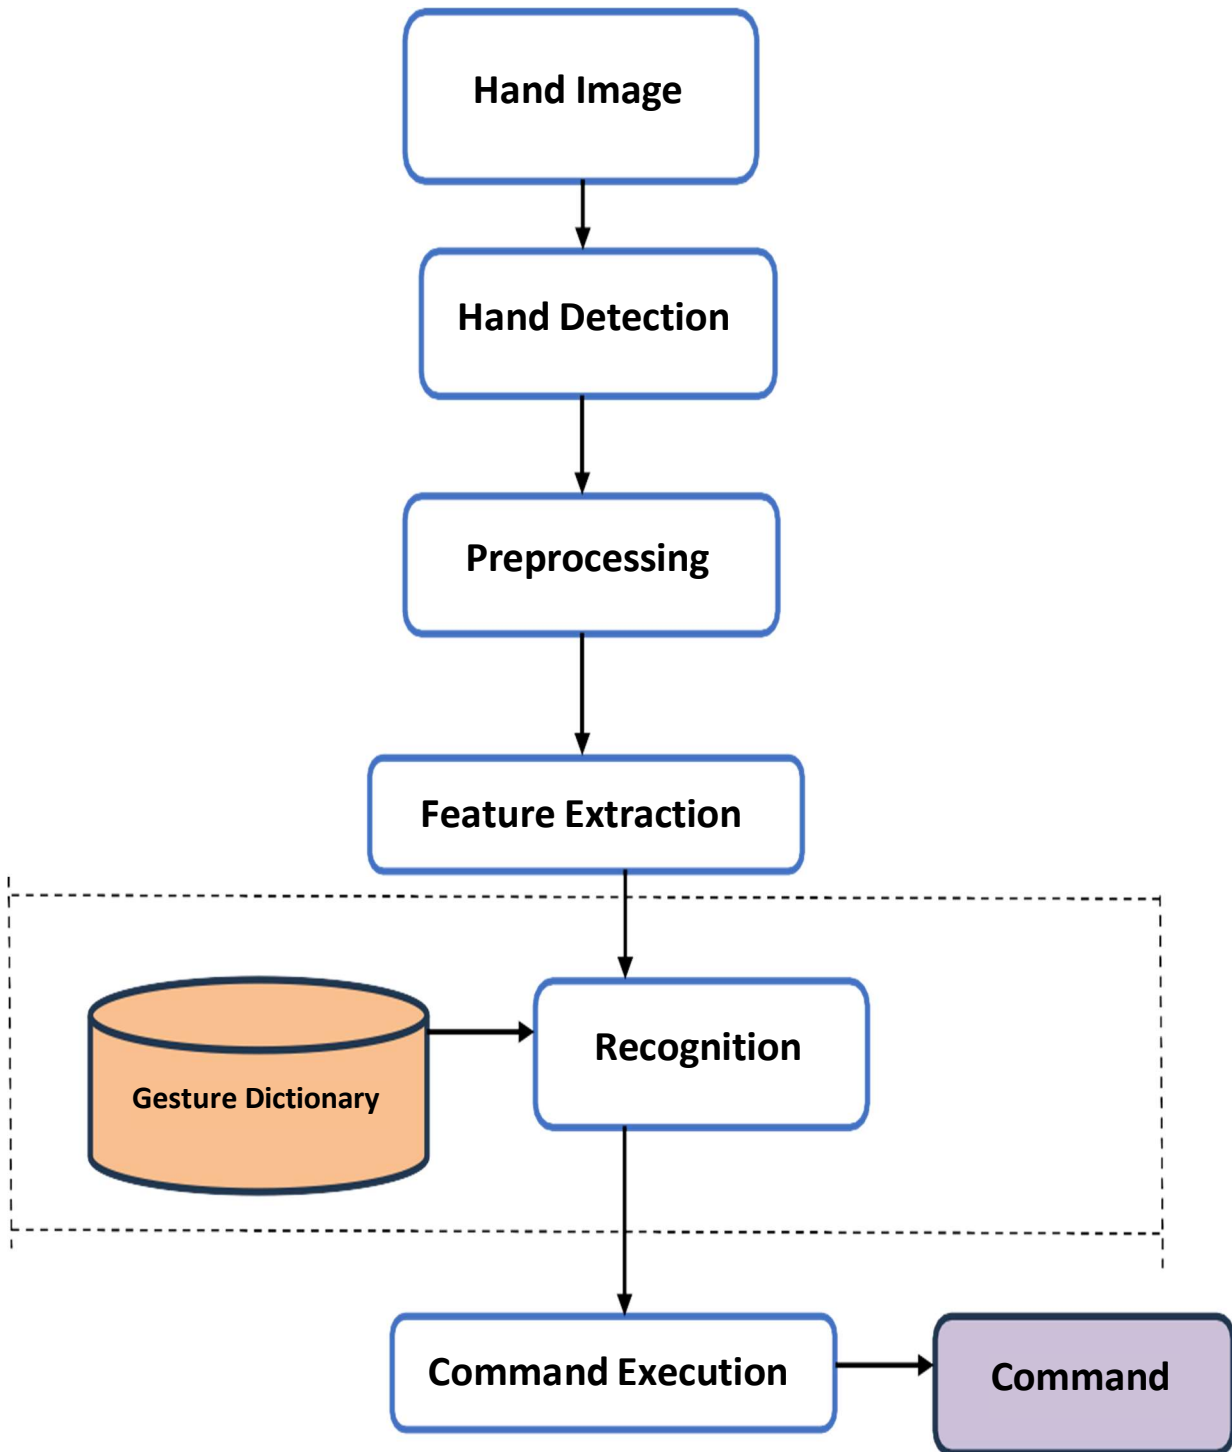 Hand Image
Hand Detection
Preprocessing
Feature Extraction
Recognition
Gesture Dictionary
Command Execution
Command